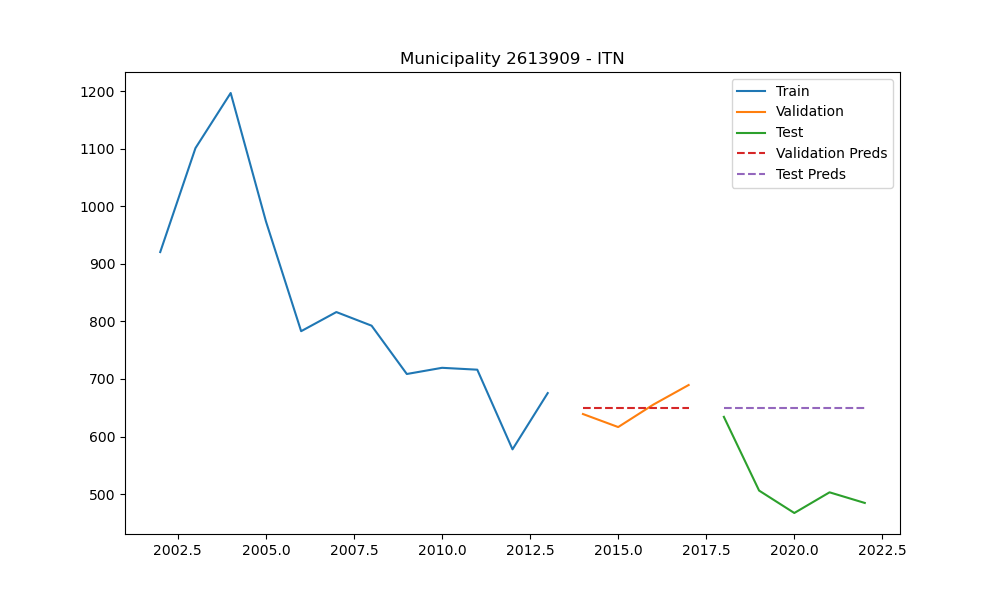 Municipality 2613909 - ITN
Train
Validation
Test
Validation Preds
Test Preds
1200
1100
1000
900
800
700
600
500
2002.5 2005.0 2007.5 2010.0 2012.5 2015.0 2017.5 2020.0 2022.5